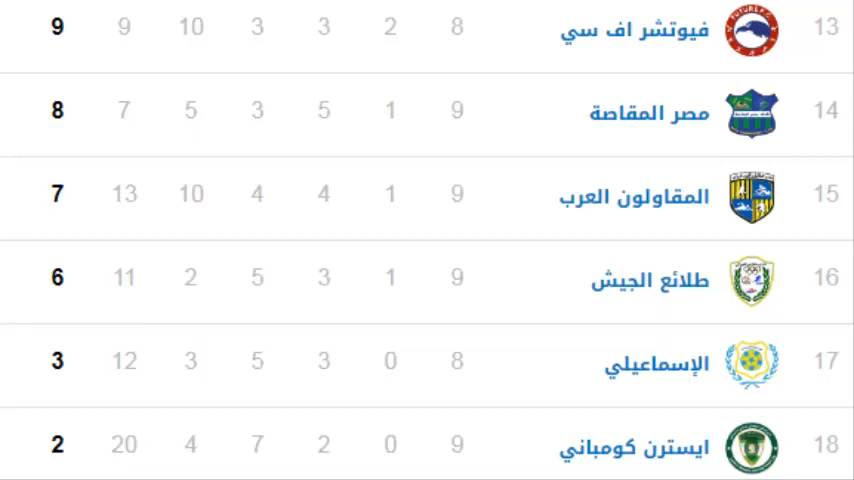 13 فيوتشر اف سي 8 2 3 3 10 9 9
14 مصر المقاصة 9 1 5 3 5 7 8
15 المقاولون العرب 9 1 4 4 10 13 7
16 طلائع الجيش 9 1 3 5 2 11 6
17 الإسماعيلي 8 0 3 5 3 12 3
18 ايسترن كومباني 9 0 2 7 4 20 2